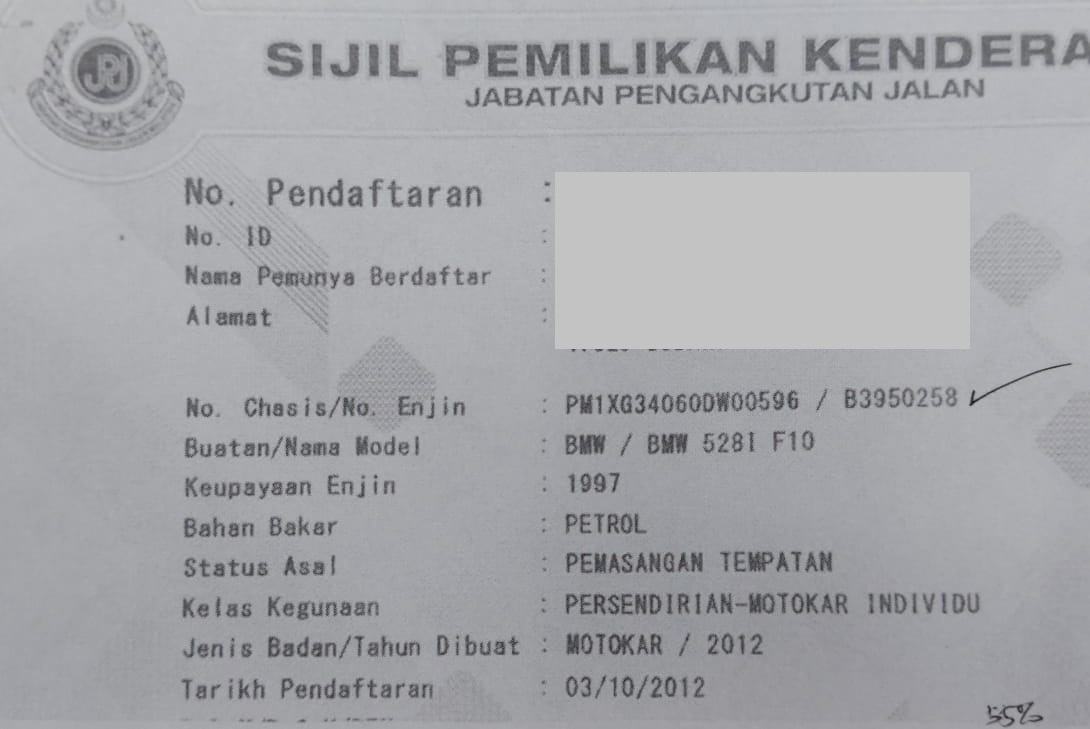 JPJ
SIJIL PEMILIKAN KENDERA
JABATAN PENGANGKUTAN JALAN
No. Pendaftaran :
No. ID :
Nama Pemunya Berdaftar :
Alamat :
No. Chasis/No. Enjin : PM1XG34060DW00596 / B3950258
Buatan/Nama Model : BMW / BMW 528I F10
Keupayaan Enjin : 1997
Bahan Bakar : PETROL
Status Asal : PEMASANGAN TEMPATAN
Kelas Kegunaan : PERSENDIRIAN-MOTOKAR INDIVIDU
Jenis Badan/Tahun Dibuat : MOTOKAR / 2012
Tarikh Pendaftaran : 03/10/2012
55%